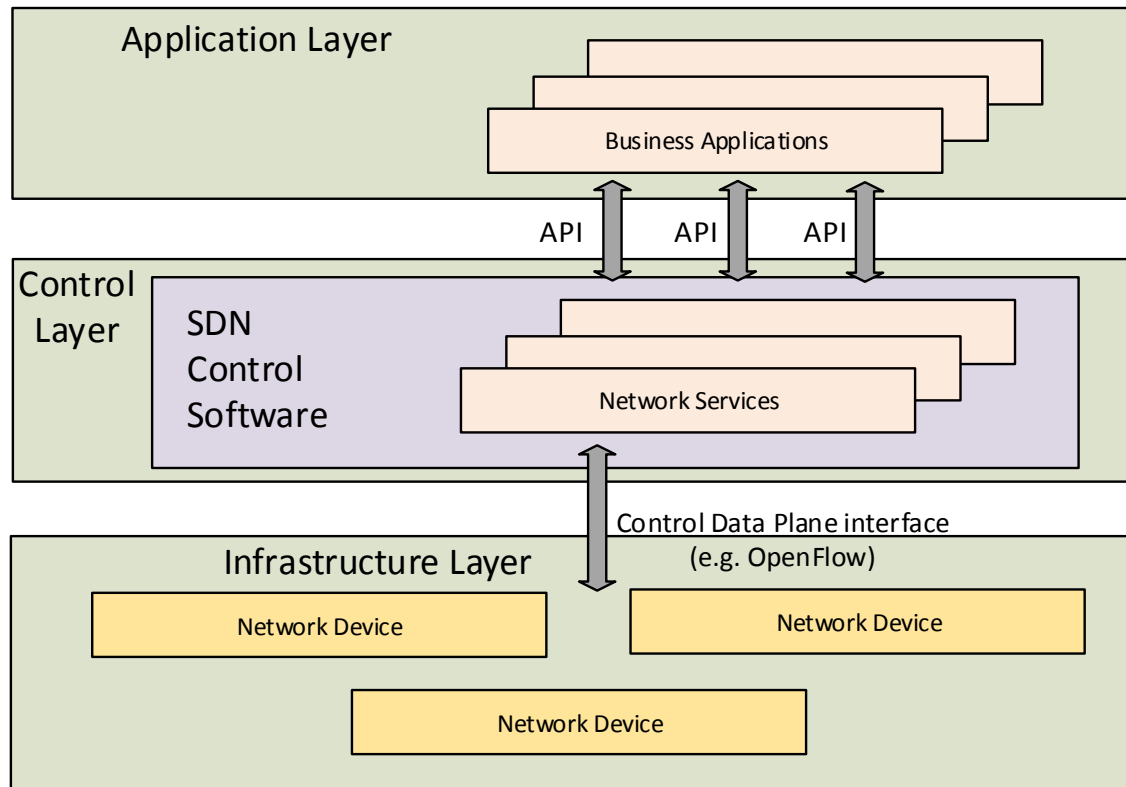 Application Layer
Business Applications
API
API
API
Control
Layer
SDN
Control
Software
Network Services
Control Data Plane interface
(e.g. OpenFlow)
Infrastructure Layer
Network Device
Network Device
Network Device